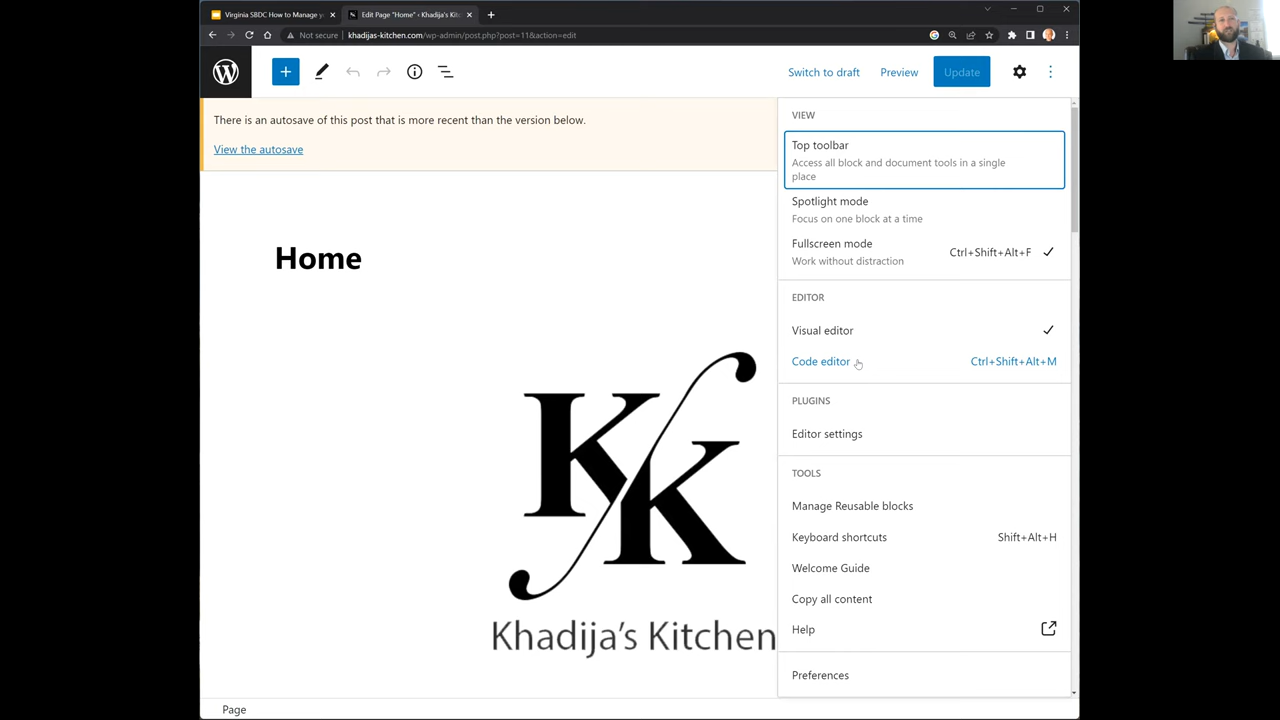 Virginia SBDC How to Manage y
Edit Page "Home" ‹ Khadija's Kitc
Not secure
khadijas-kitchen.com/wp-admin/post.php?post=11&action=edit
Switch to draft
Preview
Update
There is an autosave of this post that is more recent than the version below.
View the autosave
Home
Khadija's Kitchen
VIEW
Top toolbar
Access all block and document tools in a single
place
Spotlight mode
Focus on one block at a time
Fullscreen mode
Ctrl+Shift+Alt+F
Work without distraction
EDITOR
Visual editor
Code editor
Ctrl+Shift+Alt+M
PLUGINS
Editor settings
TOOLS
Manage Reusable blocks
Keyboard shortcuts
Shift+Alt+H
Welcome Guide
Copy all content
Help
Preferences
Page